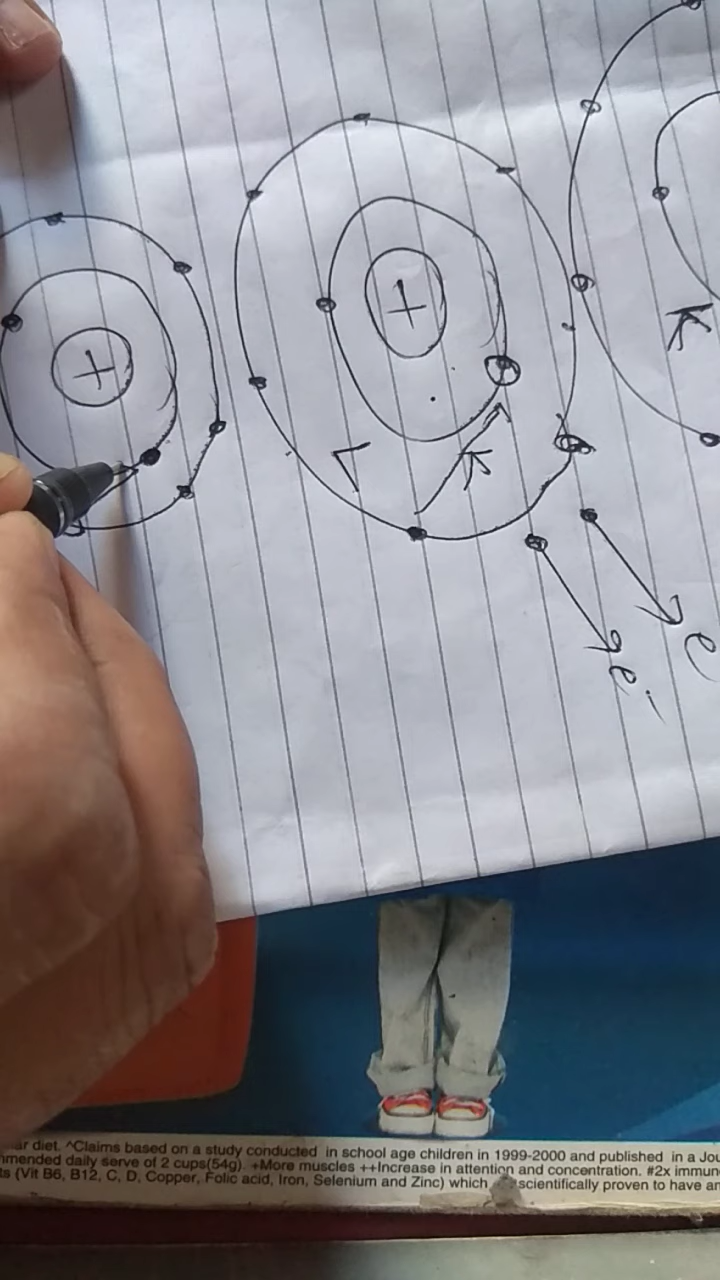 +
+
L
K
K
e-
e
ar diet. ^Claims based on a study conducted in school age children in 1999-2000 and published in a Jou
mmended daily serve of 2 cups(54g) +More muscles ++Increase in attention and concentration. #2x immun
ts (Vit B6, B12, C, D, Copper, Folic acid, Iron, Selenium and Zinc) which scientifically proven to have an